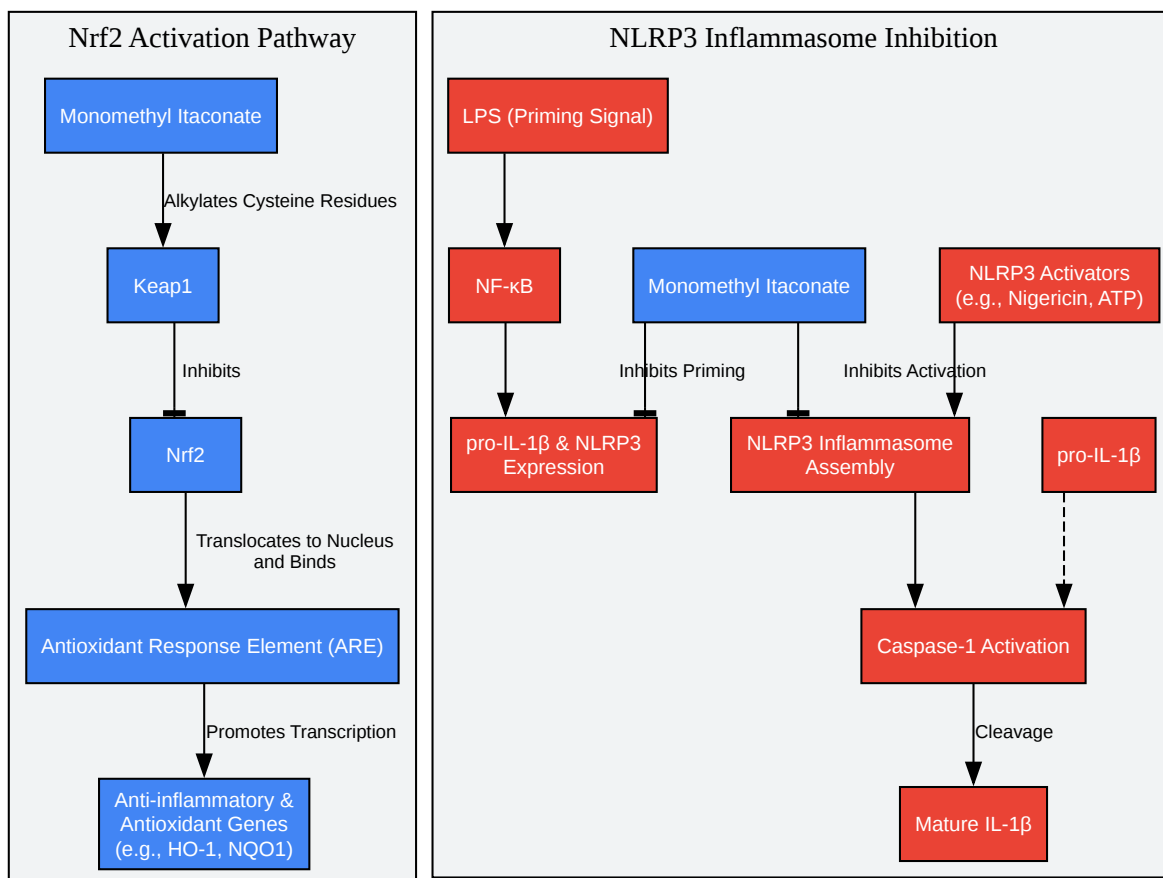 Nrf2 Activation Pathway
Monomethyl Itaconate
Alkylates Cysteine Residues
Keap1
Inhibits
Nrf2
Translocates to Nucleus
and Binds
Antioxidant Response Element (ARE)
Promotes Transcription
Anti-inflammatory &
Antioxidant Genes
(e.g., HO-1, NQO1)
NLRP3 Inflammasome Inhibition
LPS (Priming Signal)
NF-κB
Monomethyl Itaconate
NLRP3 Activators
(e.g., Nigericin, ATP)
Inhibits Priming
Inhibits Activation
pro-IL-1β & NLRP3
Expression
NLRP3 Inflammasome
Assembly
pro-IL-1β
Caspase-1 Activation
Cleavage
Mature IL-1β